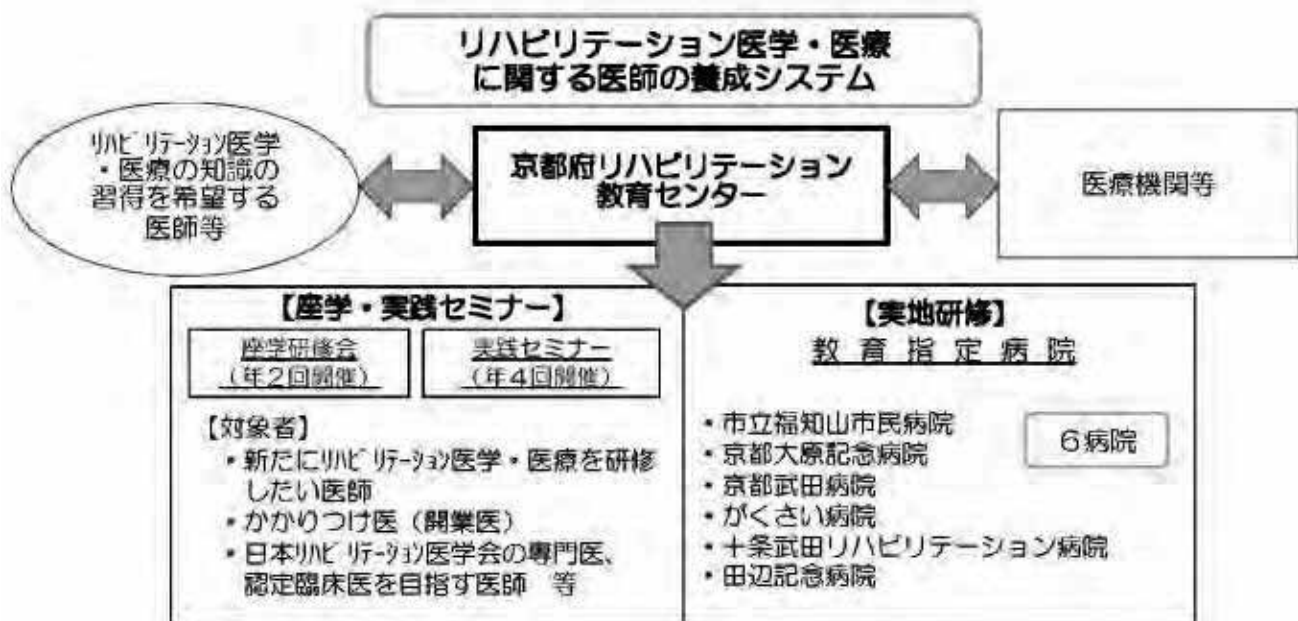 リハビリテーション医学・医療
に関する医師の養成システム
ﾘﾊﾋﾞﾘﾃｰｼｮﾝ医学
・医療の知識の
習得を希望する
医師等
京都府リハビリテーション
教育センター
医療機関等
【座学・実践セミナー】
座学研修会
（年２回開催）
実践セミナー
（年４回開催）
【対象者】
・新たにﾘﾊﾋﾞﾘﾃｰｼｮﾝ医学・医療を研修
したい医師
・かかりつけ医（開業医）
・日本ﾘﾊﾋﾞﾘﾃｰｼｮﾝ医学会の専門医、
認定臨床医を目指す医師　等
【実地研修】
教 育 指 定 病 院
・市立福知山市民病院
・京都大原記念病院
・京都武田病院
・がくさい病院
・十条武田リハビリテーション病院
・田辺記念病院
６病院